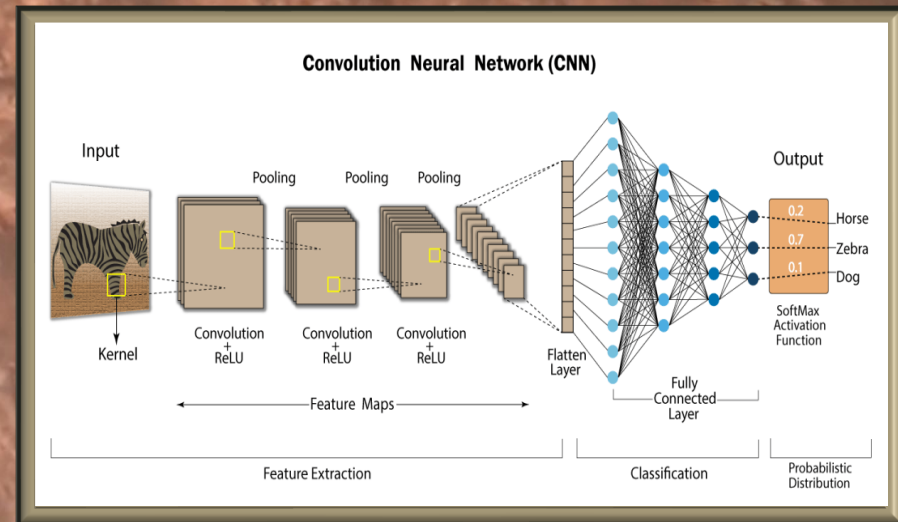 Convolution Neural Network (CNN)
Input
Pooling
Pooling
Pooling
Output
0.2
Horse
0.7
Zebra
0.1
Dog
Kernel
Convolution
+
ReLU
Convolution
+
ReLU
Convolution
+
ReLU
Flatten
Layer
SoftMax
Activation
Function
Fully
Connected
Layer
Feature Maps
Feature Extraction
Classification
Probabilistic
Distribution